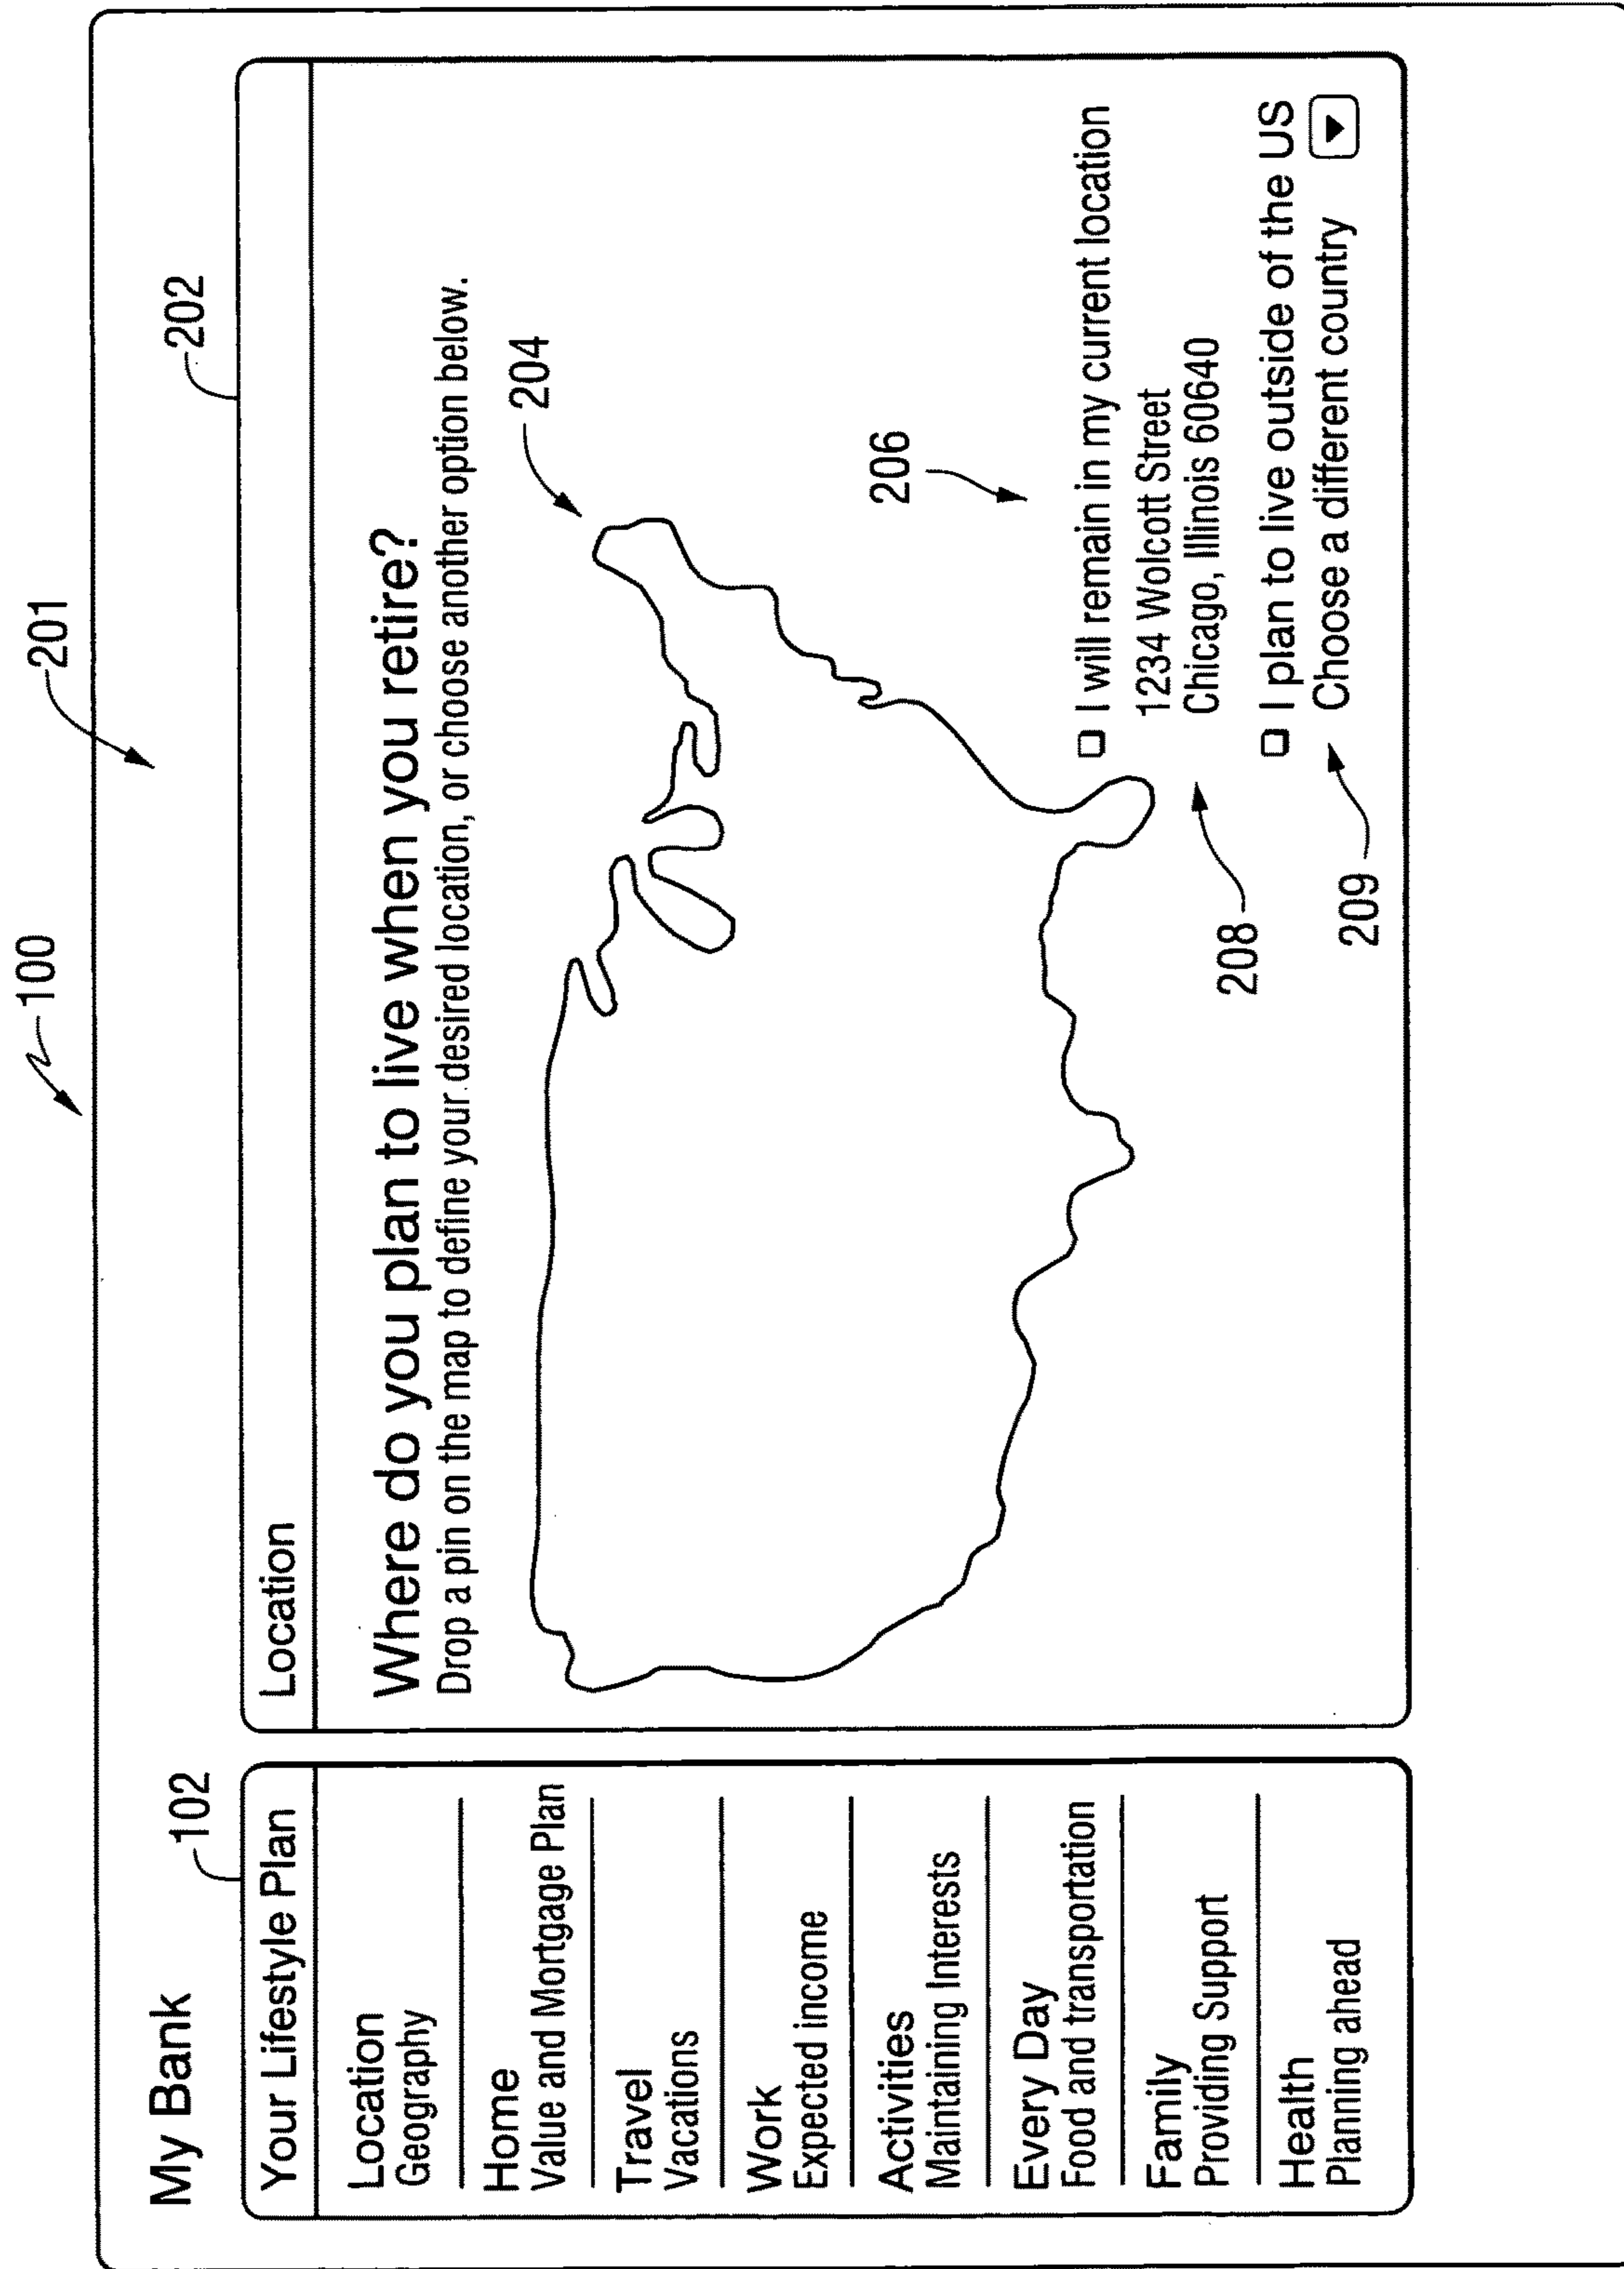 100
201
My Bank
102
202
Your Lifestyle Plan
Location
Geography
Home
Value and Mortgage Plan
Travel
Vacations
Work
Expected income
Activities
Maintaining Interests
Every Day
Food and transportation
Family
Providing Support
Health
Planning ahead
Location
Where do you plan to live when you retire?
Drop a pin on the map to define your desired location, or choose another option below.
204
206
I will remain in my current location
1234 Wolcott Street
Chicago, Illinois 60640
208
I plan to live outside of the US
Choose a different country
209